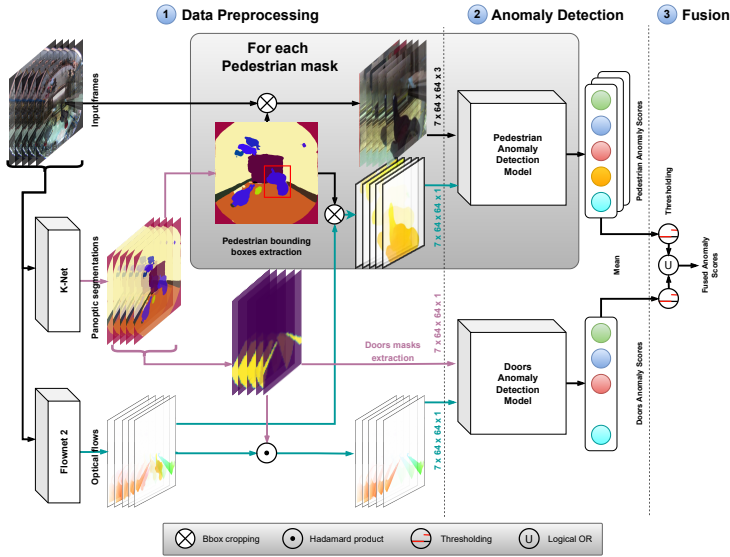 1 Data Preprocessing
2 Anomaly Detection
3 Fusion
For each
Pedestrian mask
Input frames
7 x 64 x 64 x 3
Pedestrian
Anomaly
Detection
Model
Pedestrian Anomaly Scores
Thresholding
7 x 64 x 64 x 1
Pedestrian bounding
boxes extraction
K-Net
Panoptic segmentations
Mean
U
Fused Anomaly
Scores
7 x 64 x 64 x 1
Doors masks
extraction
Doors
Anomaly
Detection
Model
Doors Anomaly Scores
Flownet 2
Optical flows
7 x 64 x 64 x 1
Bbox cropping
Hadamard product
Thresholding
U Logical OR